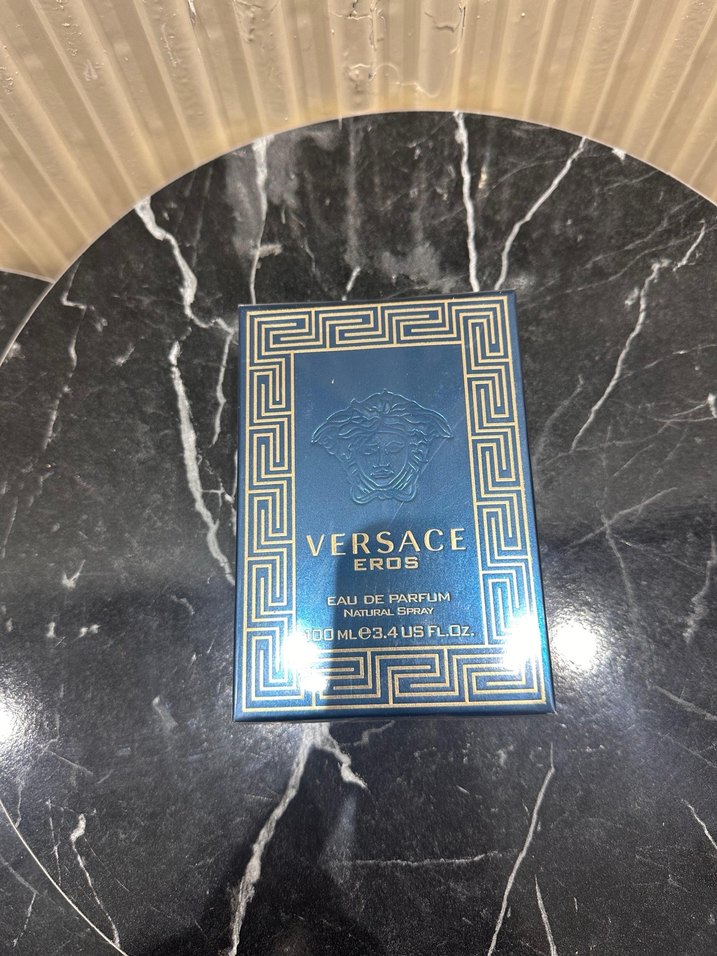 VERSACE
EROS
EAU DE PARFUM
NATURAL SPRAY
100 ML℮3.4 US FL.OZ.